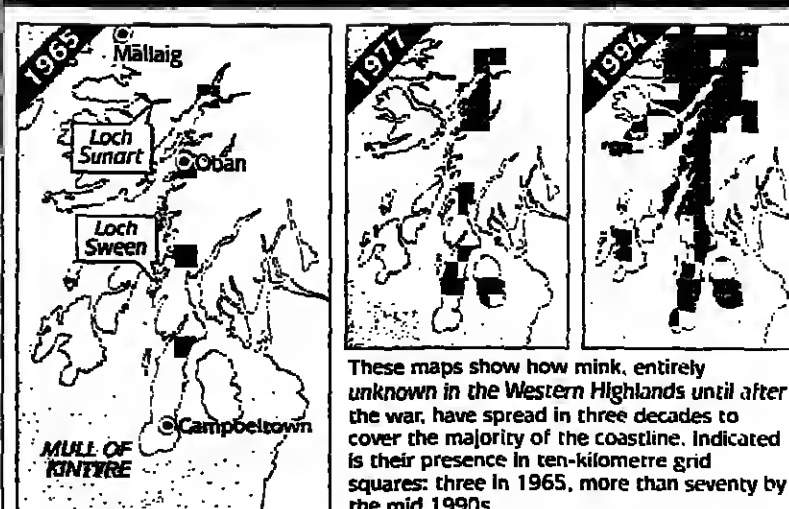 1965
Mallaig
Loch
Sunart
Oban
Loch
Sween
Campbeltown
MULL OF
KINTYRE
1977
1994
These maps show how mink, entirely
unknown in the Western Highlands until after
the war, have spread in three decades to
cover the majority of the coastline. Indicated
is their presence in ten-kilometre grid
squares: three in 1965, more than seventy by
the mid 1990s